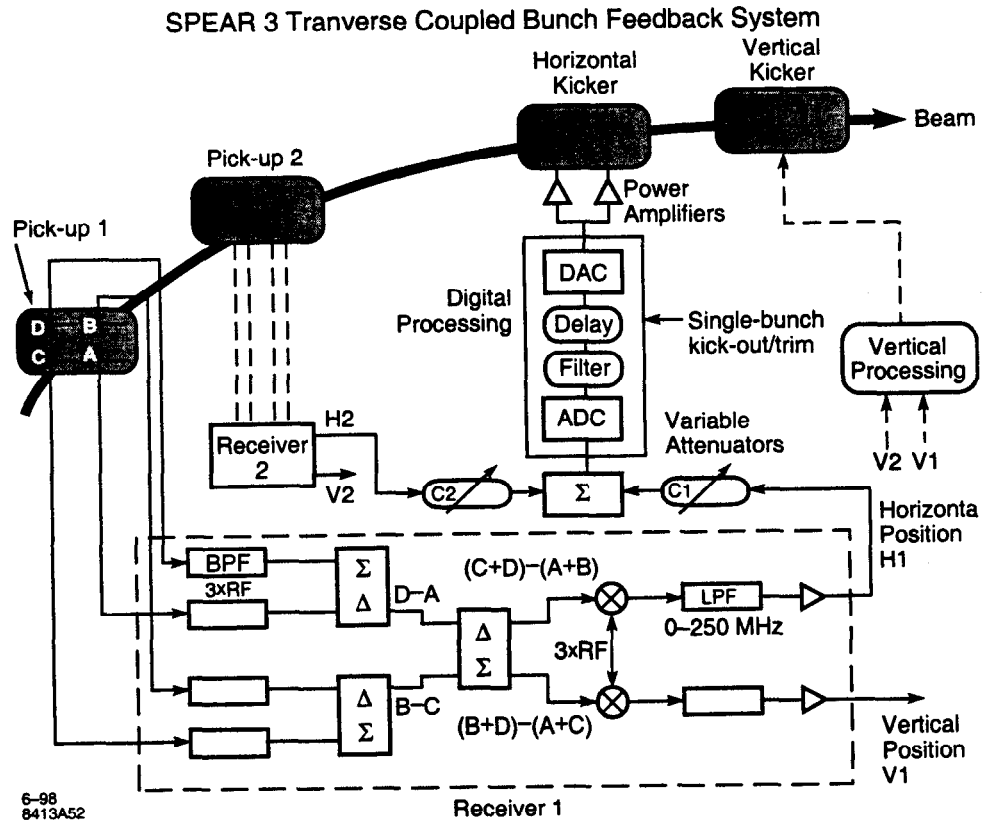 SPEAR 3 Tranverse Coupled Bunch Feedback System
Horizontal
Kicker
Vertical
Kicker
Beam
Pick-up 2
Power
Amplifiers
Pick-up 1
D B
C A
Digital
Processing
DAC
Delay
Filter
ADC
Single-bunch
kick-out/trim
Vertical
Processing
V2 V1
Receiver
2
H2
V2
Variable
Attenuators
C2
Σ
C1
Horizonta
Position
H1
BPF
3xRF
Σ
Δ
D–A
(C+D)–(A+B)
LPF
0–250 MHz
Δ
Σ
3xRF
Δ
Σ
B–C
(B+D)–(A+C)
Vertical
Position
V1
Receiver 1
6–98
8413A52